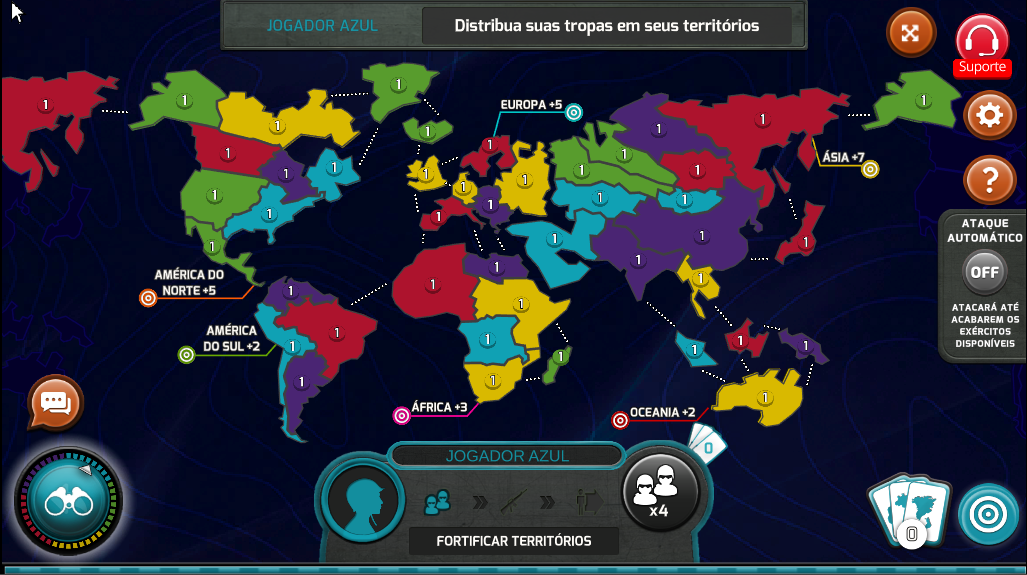 JOGADOR AZUL
Distribua suas tropas em seus territórios
Suporte
EUROPA +5
ÁSIA +7
?
ATAQUE
AUTOMÁTICO
OFF
ATACARÁ ATÉ
ACABAREM OS
EXÉRCITOS
DISPONÍVEIS
AMÉRICA DO
NORTE +5
AMÉRICA
DO SUL +2
ÁFRICA +3
OCEANIA +2
1 1 1 1 1
1 1 1
1 1 1 1 1 1
1 1 1 1 1 1
1 1 1 1 1 1
1 1 1 1 1 1
1 1 1 1 1 1
1 1 1 1 1 1
JOGADOR AZUL
0
x4
FORTIFICAR TERRITÓRIOS
0